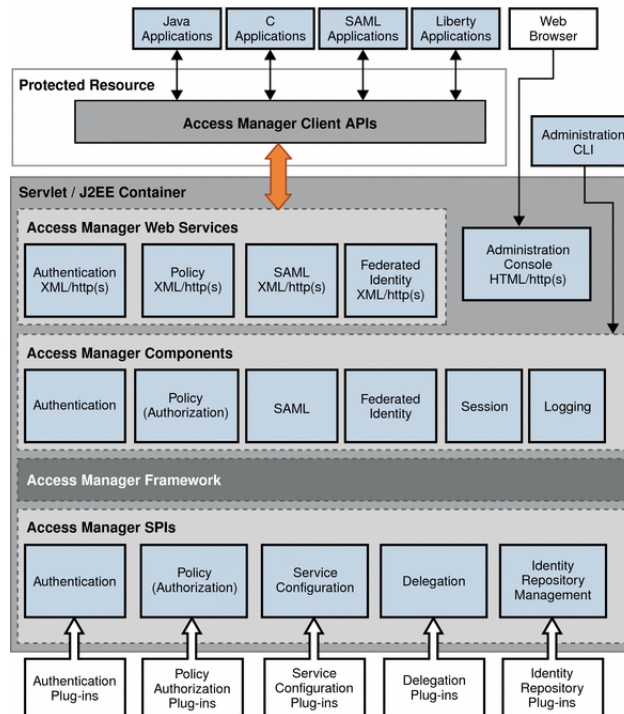 Java
Applications
C
Applications
SAML
Applications
Liberty
Applications
Web
Browser
Protected Resource
Access Manager Client APIs
Administration
CLI
Servlet / J2EE Container
Access Manager Web Services
Authentication
XML/http(s)
Policy
XML/http(s)
SAML
XML/http(s)
Federated
Identity
XML/http(s)
Administration
Console
HTML/http(s)
Access Manager Components
Authentication
Policy
(Authorization)
SAML
Federated
Identity
Session
Logging
Access Manager Framework
Access Manager SPIs
Authentication
Policy
(Authorization)
Service
Configuration
Delegation
Identity
Repository
Management
Authentication
Plug-ins
Policy
Authorization
Plug-ins
Service
Configuration
Plug-ins
Delegation
Plug-ins
Identity
Repository
Plug-ins